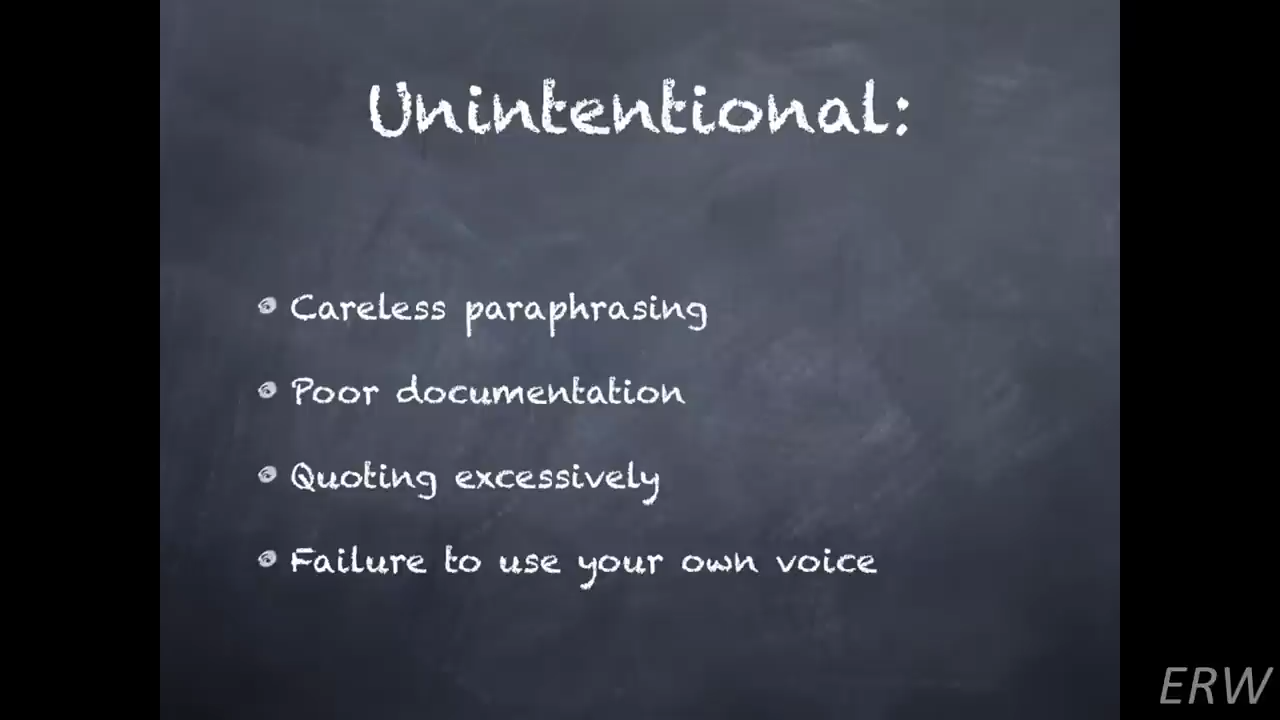 Unintentional:
Careless paraphrasing
Poor documentation
Quoting excessively
Failure to use your own voice
ERW